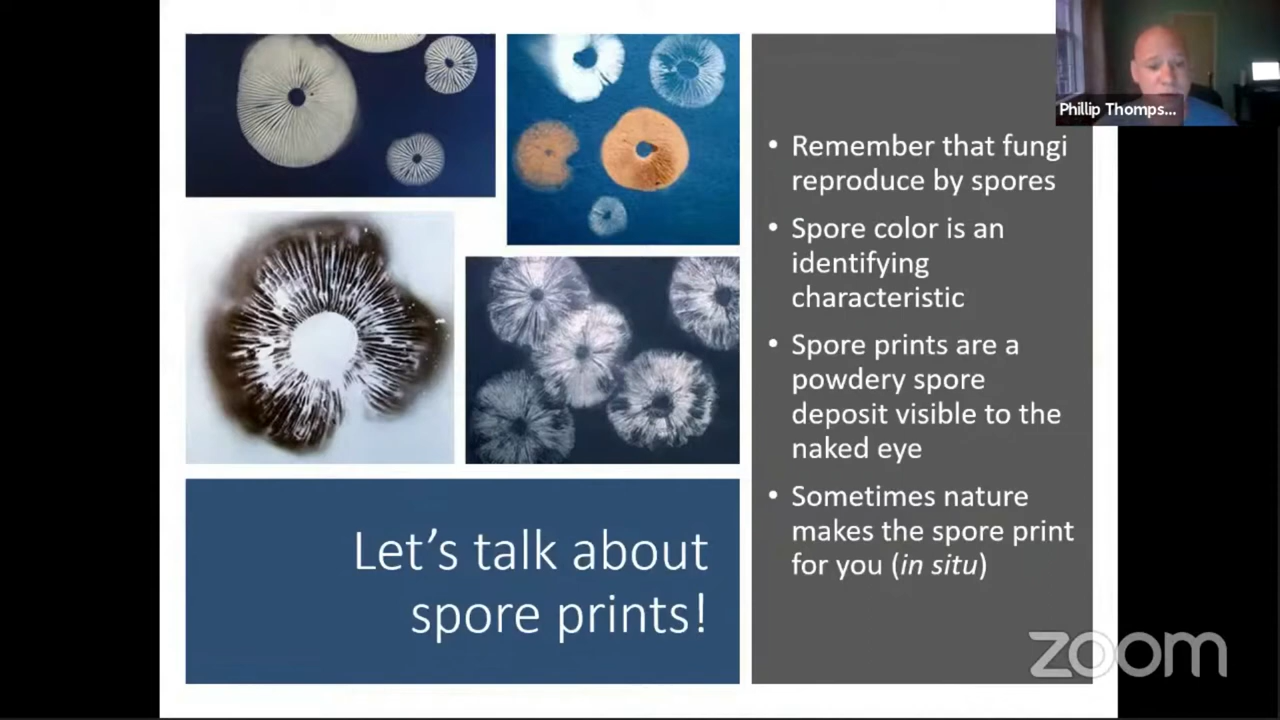 Phillip Thomps...
• Remember that fungi
reproduce by spores
• Spore color is an
identifying
characteristic
• Spore prints are a
powdery spore
deposit visible to the
naked eye
• Sometimes nature
makes the spore print
for you (in situ)
Let’s talk about
spore prints!
zoom